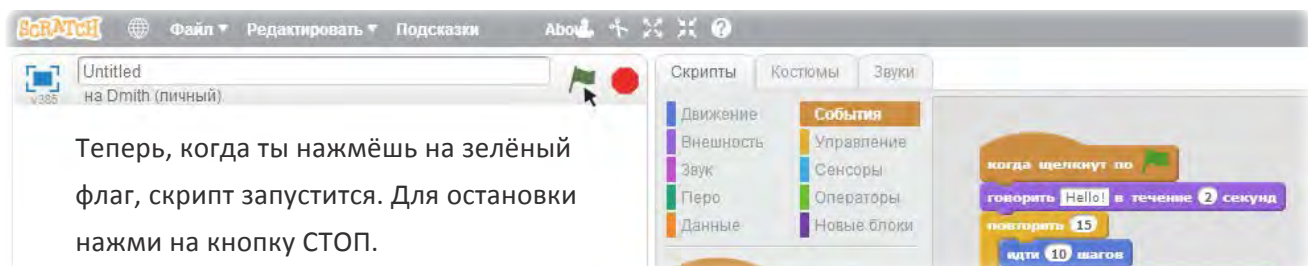 SCRATCH Файл Редактировать Подсказки About
Untitled
v385 на Dmith (личный)
Теперь, когда ты нажмёшь на зелёный
флаг, скрипт запустится. Для остановки
нажми на кнопку СТОП.
Скрипты Костюмы Звуки
Движение События
Внешность Управление
Звук Сенсоры
Перо Операторы
Данные Новые блоки
когда щелкнут по
говорить Hello! в течение 2 секунд
повторить 15
идти 10 шагов